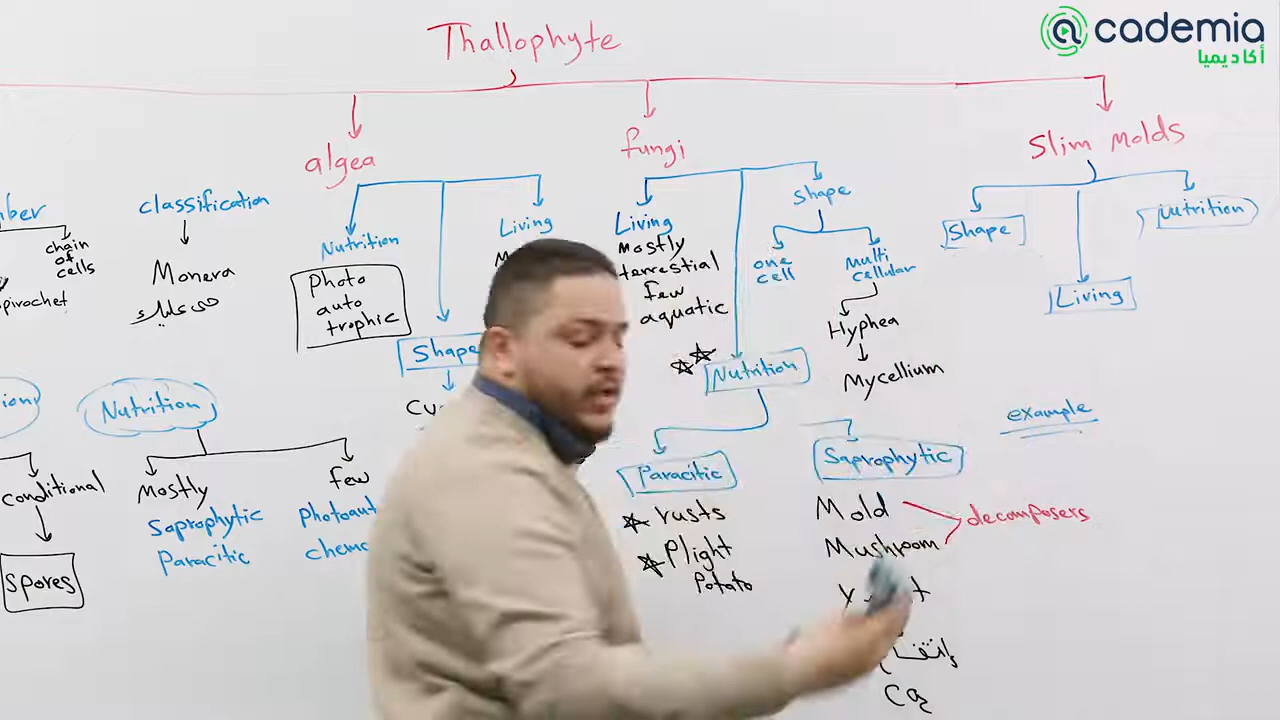 Thallophyte
@cademia
أكاديميا
algea
fungi
Slim molds
classification
Monera
chain
of
cells
Nutrition
Photo
auto
trophic
Shape
Living
Living
Mostly
terrestial
few
aquatic
Nutrition
Shape
one
cell
multi
cellular
Hyphea
Mycellium
Shape
Living
Nutrition
example
Nutrition
Mostly
Saprophytic
Paracitic
few
conditional
Spores
Paracitic
rusts
Plight
Potato
Saprophytic
Mold
Mushroom
decomposers